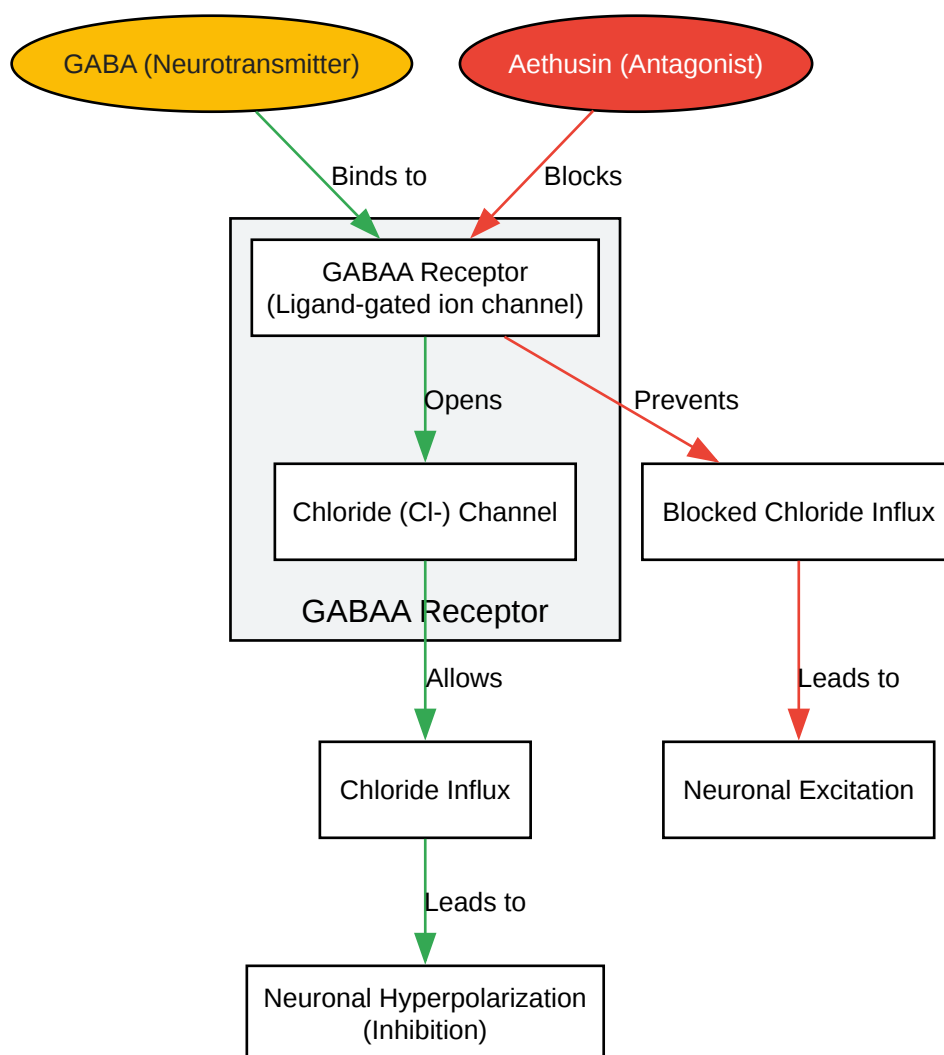 GABA (Neurotransmitter)
Aethusin (Antagonist)
Binds to
Blocks
GABAA Receptor
(Ligand-gated ion channel)
Opens
Prevents
Chloride (Cl-) Channel
Blocked Chloride Influx
GABAA Receptor
Allows
Leads to
Chloride Influx
Neuronal Excitation
Leads to
Neuronal Hyperpolarization
(Inhibition)